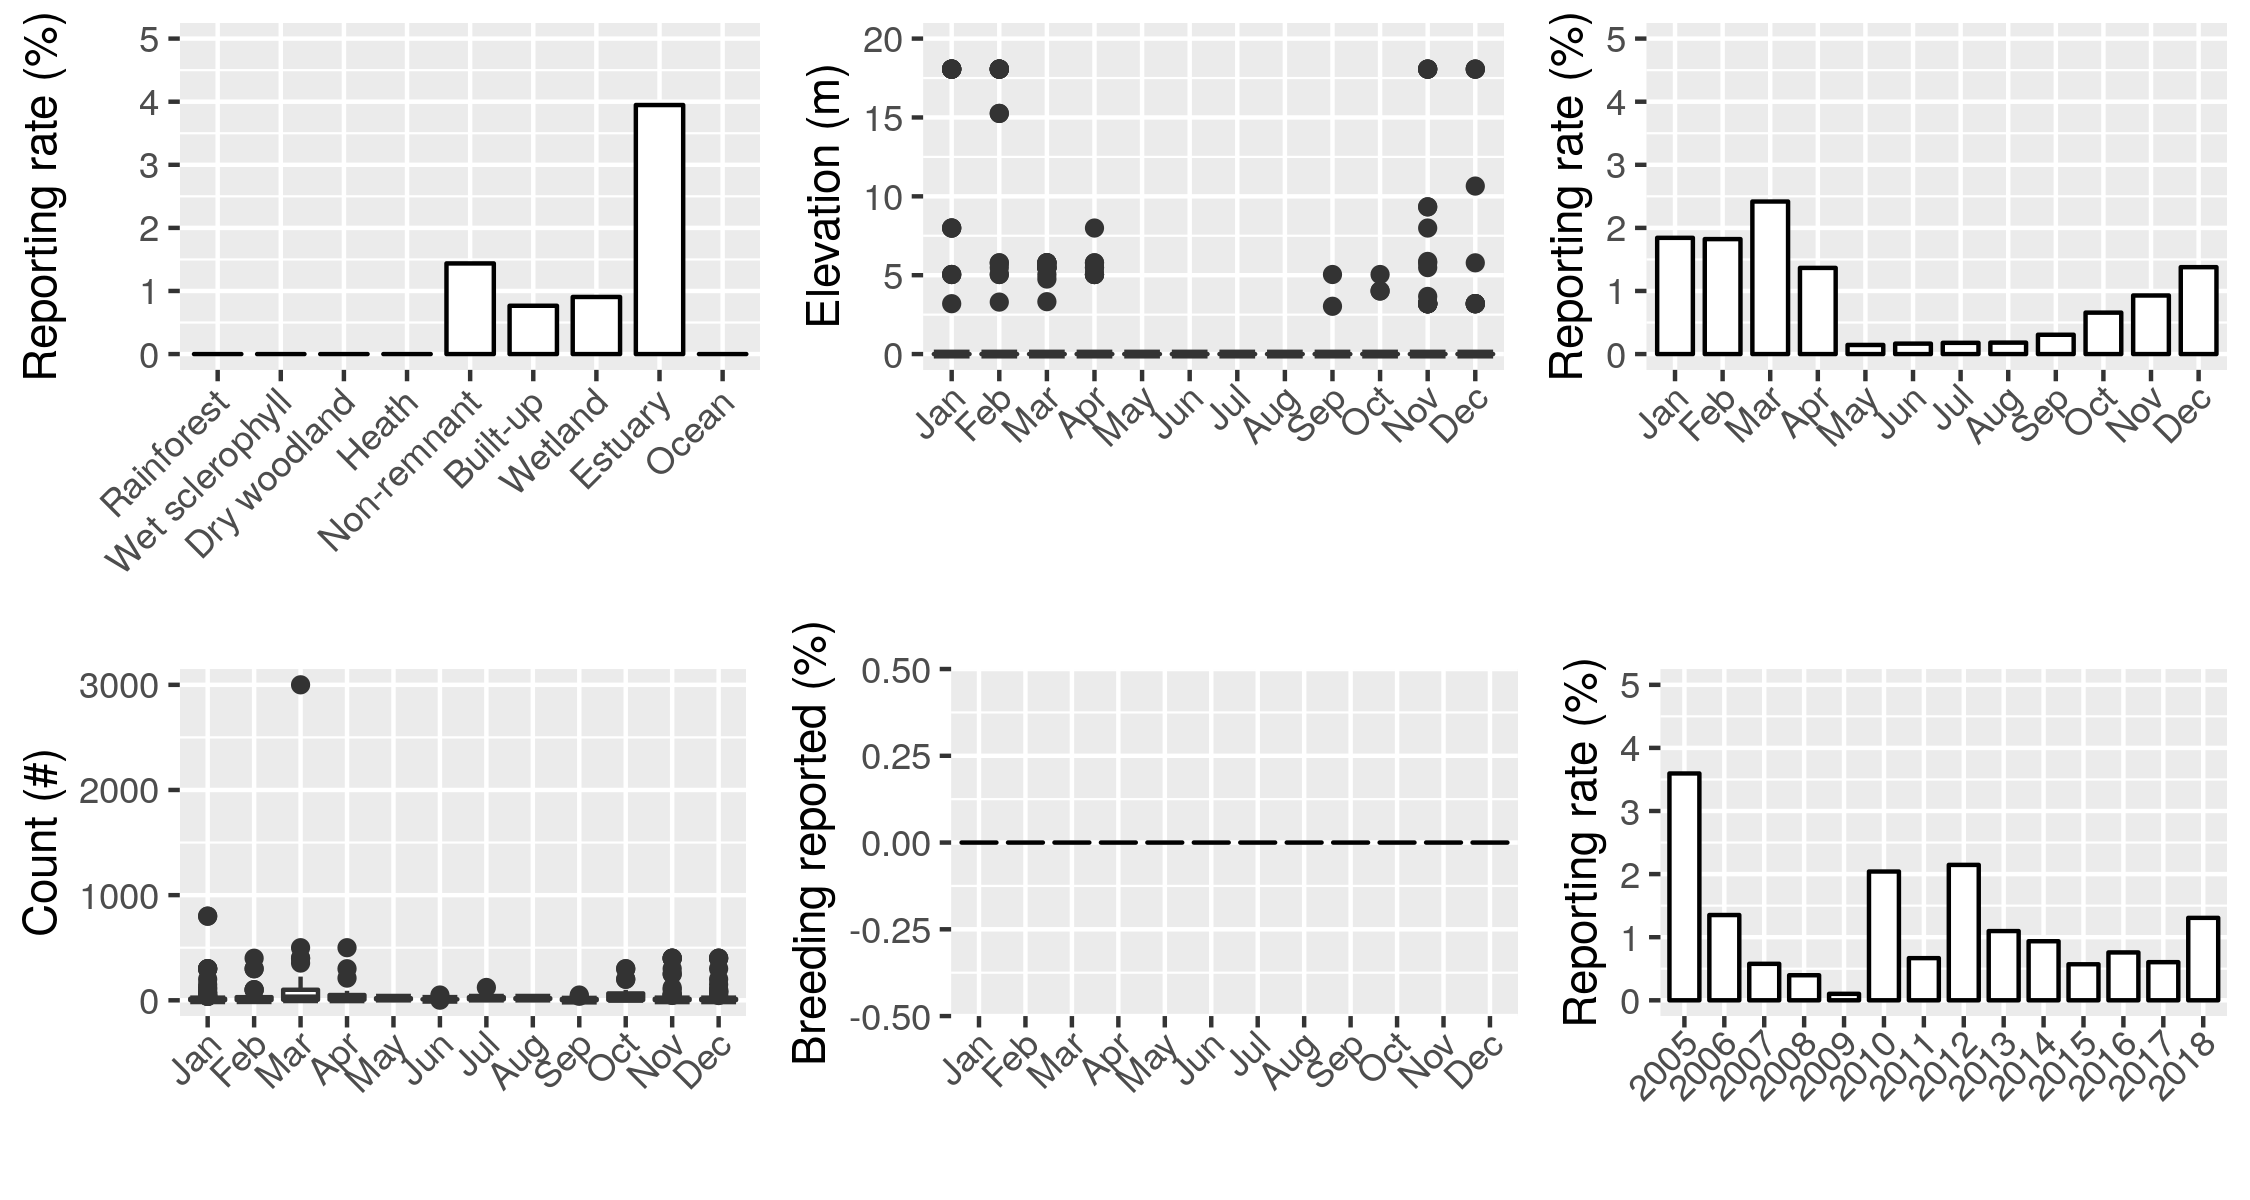 Reporting rate (%)
5
4
3
2
1
0
Rainforest
Wet sclerophyll
Dry woodland
Heath
Non-remnant
Built-up
Wetland
Estuary
Ocean
Elevation (m)
20
15
10
5
0
Jan
Feb
Mar
Apr
May
Jun
Jul
Aug
Sep
Oct
Nov
Dec
Reporting rate (%)
5
4
3
2
1
0
Jan
Feb
Mar
Apr
May
Jun
Jul
Aug
Sep
Oct
Nov
Dec
Count (#)
3000
2000
1000
0
Jan
Feb
Mar
Apr
May
Jun
Jul
Aug
Sep
Oct
Nov
Dec
Breeding reported (%)
0.50
0.25
0.00
-0.25
-0.50
Jan
Feb
Mar
Apr
May
Jun
Jul
Aug
Sep
Oct
Nov
Dec
Reporting rate (%)
5
4
3
2
1
0
2005
2006
2007
2008
2009
2010
2011
2012
2013
2014
2015
2016
2017
2018